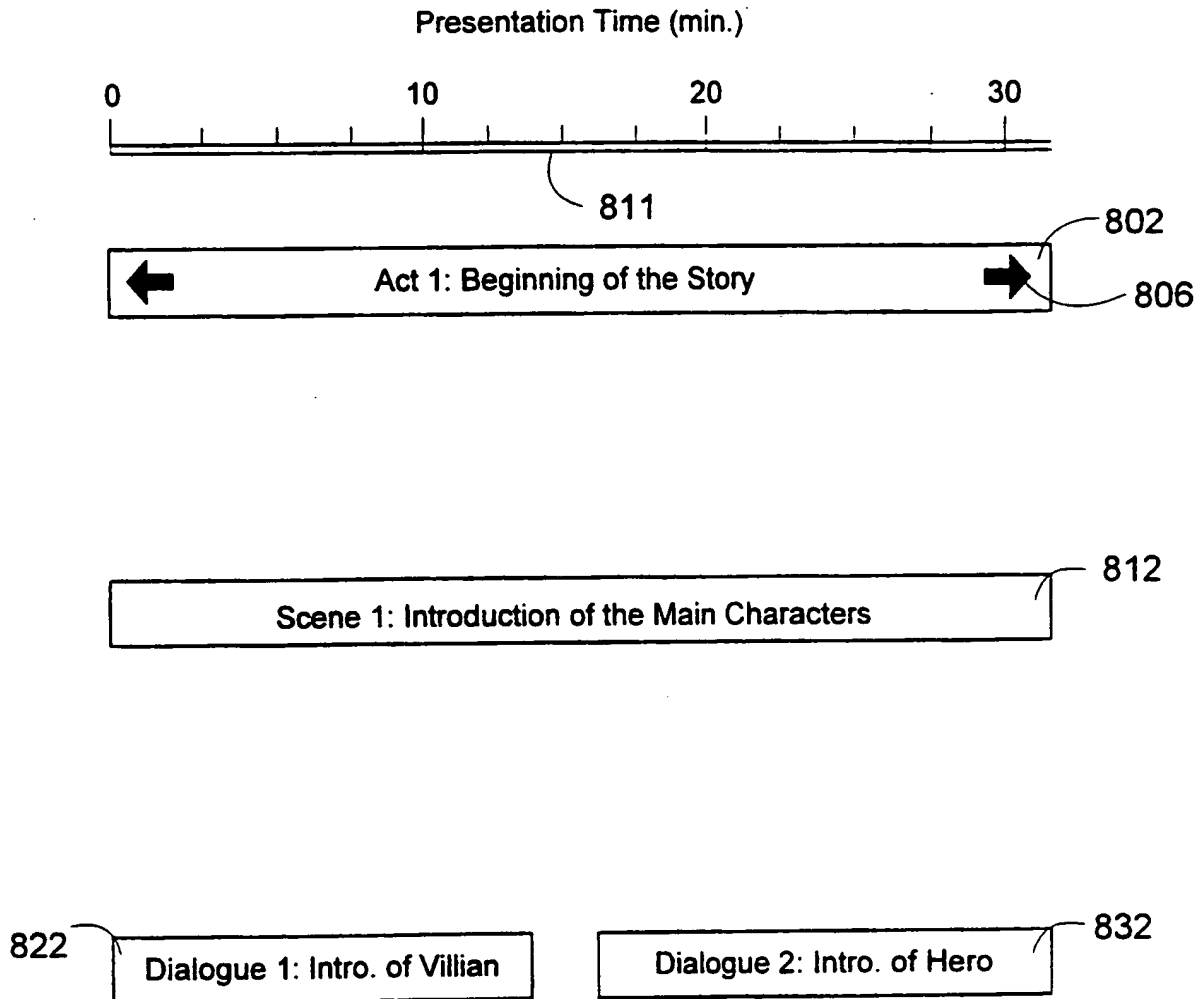 Presentation Time (min.)
0 10 20 30
811
802
Act 1: Beginning of the Story
806
812
Scene 1: Introduction of the Main Characters
822
832
Dialogue 1: Intro. of Villian
Dialogue 2: Intro. of Hero